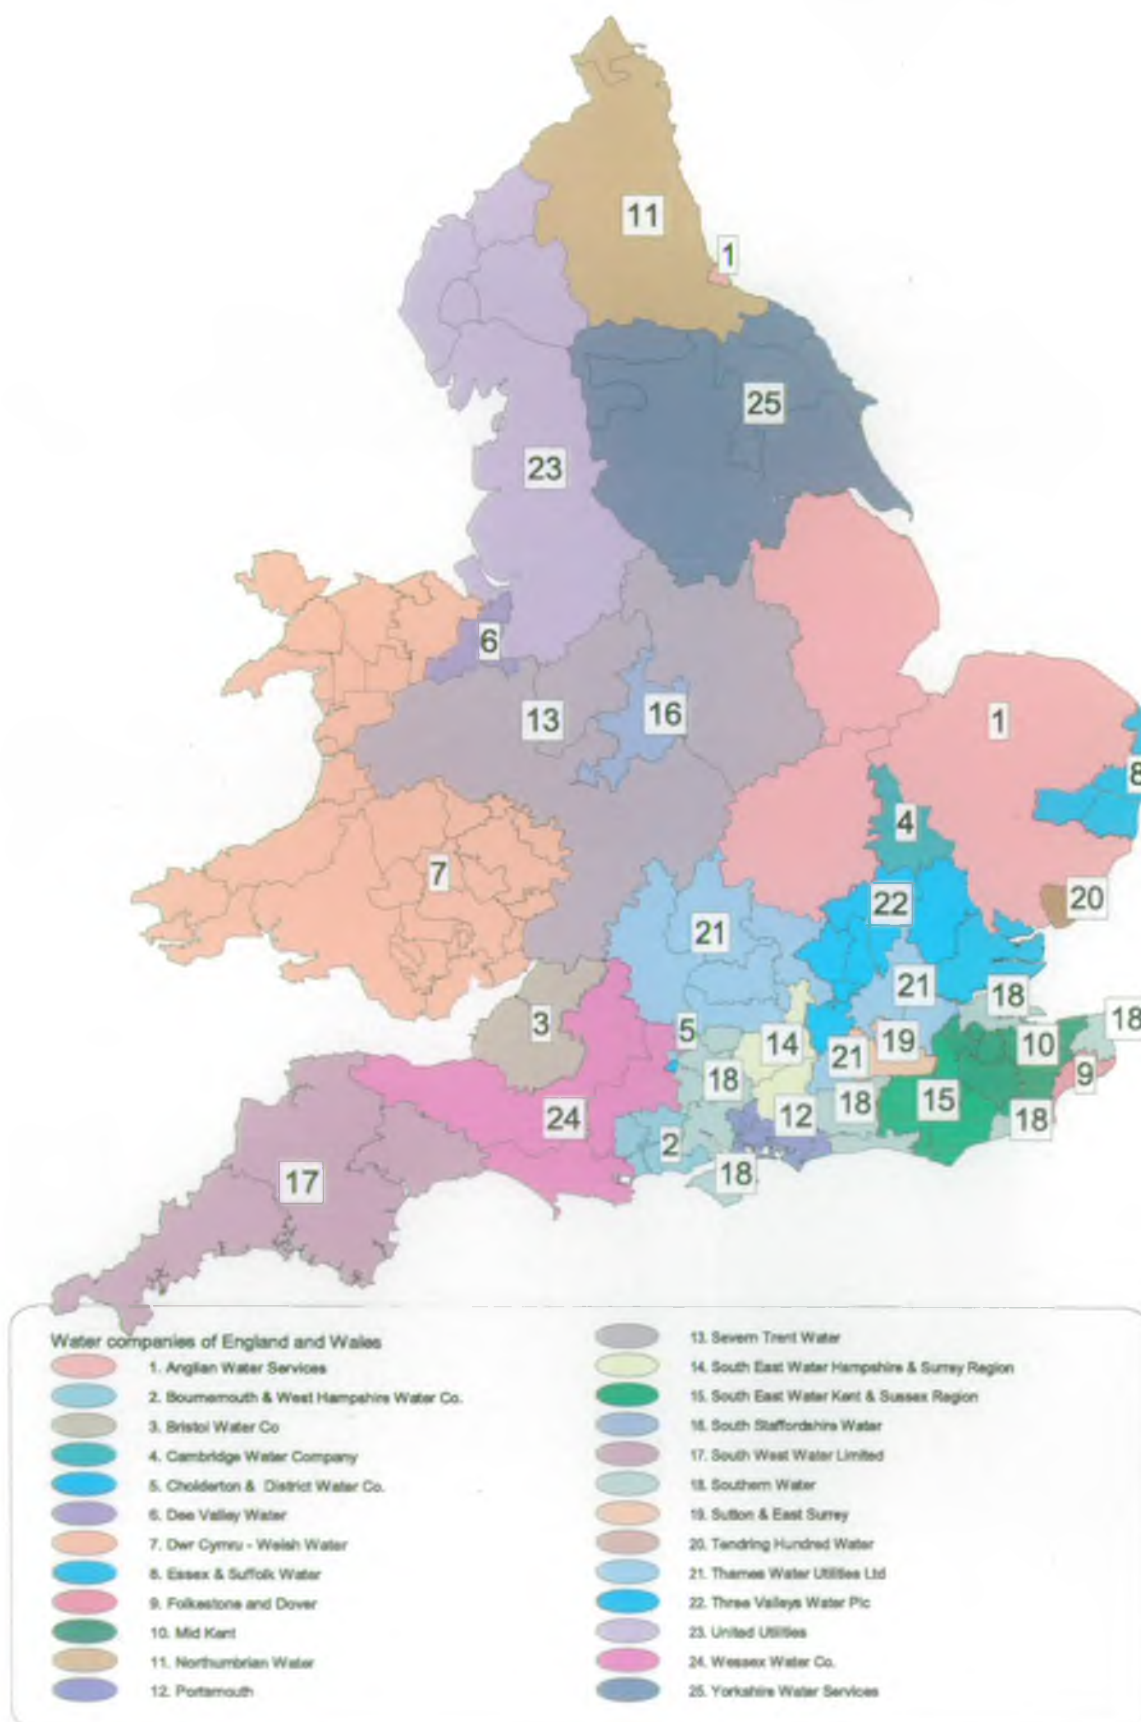 11
1
25
23
6
13
16
1
8
4
7
20
22
21
21
18
18
3
5
14
19
10
21
9
18
18
15
12
18
24
2
18
17
Water companies of England and Wales
1. Anglian Water Services
2. Bournemouth & West Hampshire Water Co.
3. Bristol Water Co
4. Cambridge Water Company
5. Cholderton & District Water Co.
6. Dee Valley Water
7. Dwr Cymru - Welsh Water
8. Essex & Suffolk Water
9. Folkestone and Dover
10. Mid Kent
11. Northumbrian Water
12. Portsmouth
13. Severn Trent Water
14. South East Water Hampshire & Surrey Region
15. South East Water Kent & Sussex Region
16. South Staffordshire Water
17. South West Water Limited
18. Southern Water
19. Sutton & East Surrey
20. Tendring Hundred Water
21. Thames Water Utilities Ltd
22. Three Valleys Water Plc
23. United Utilities
24. Wessex Water Co.
25. Yorkshire Water Services